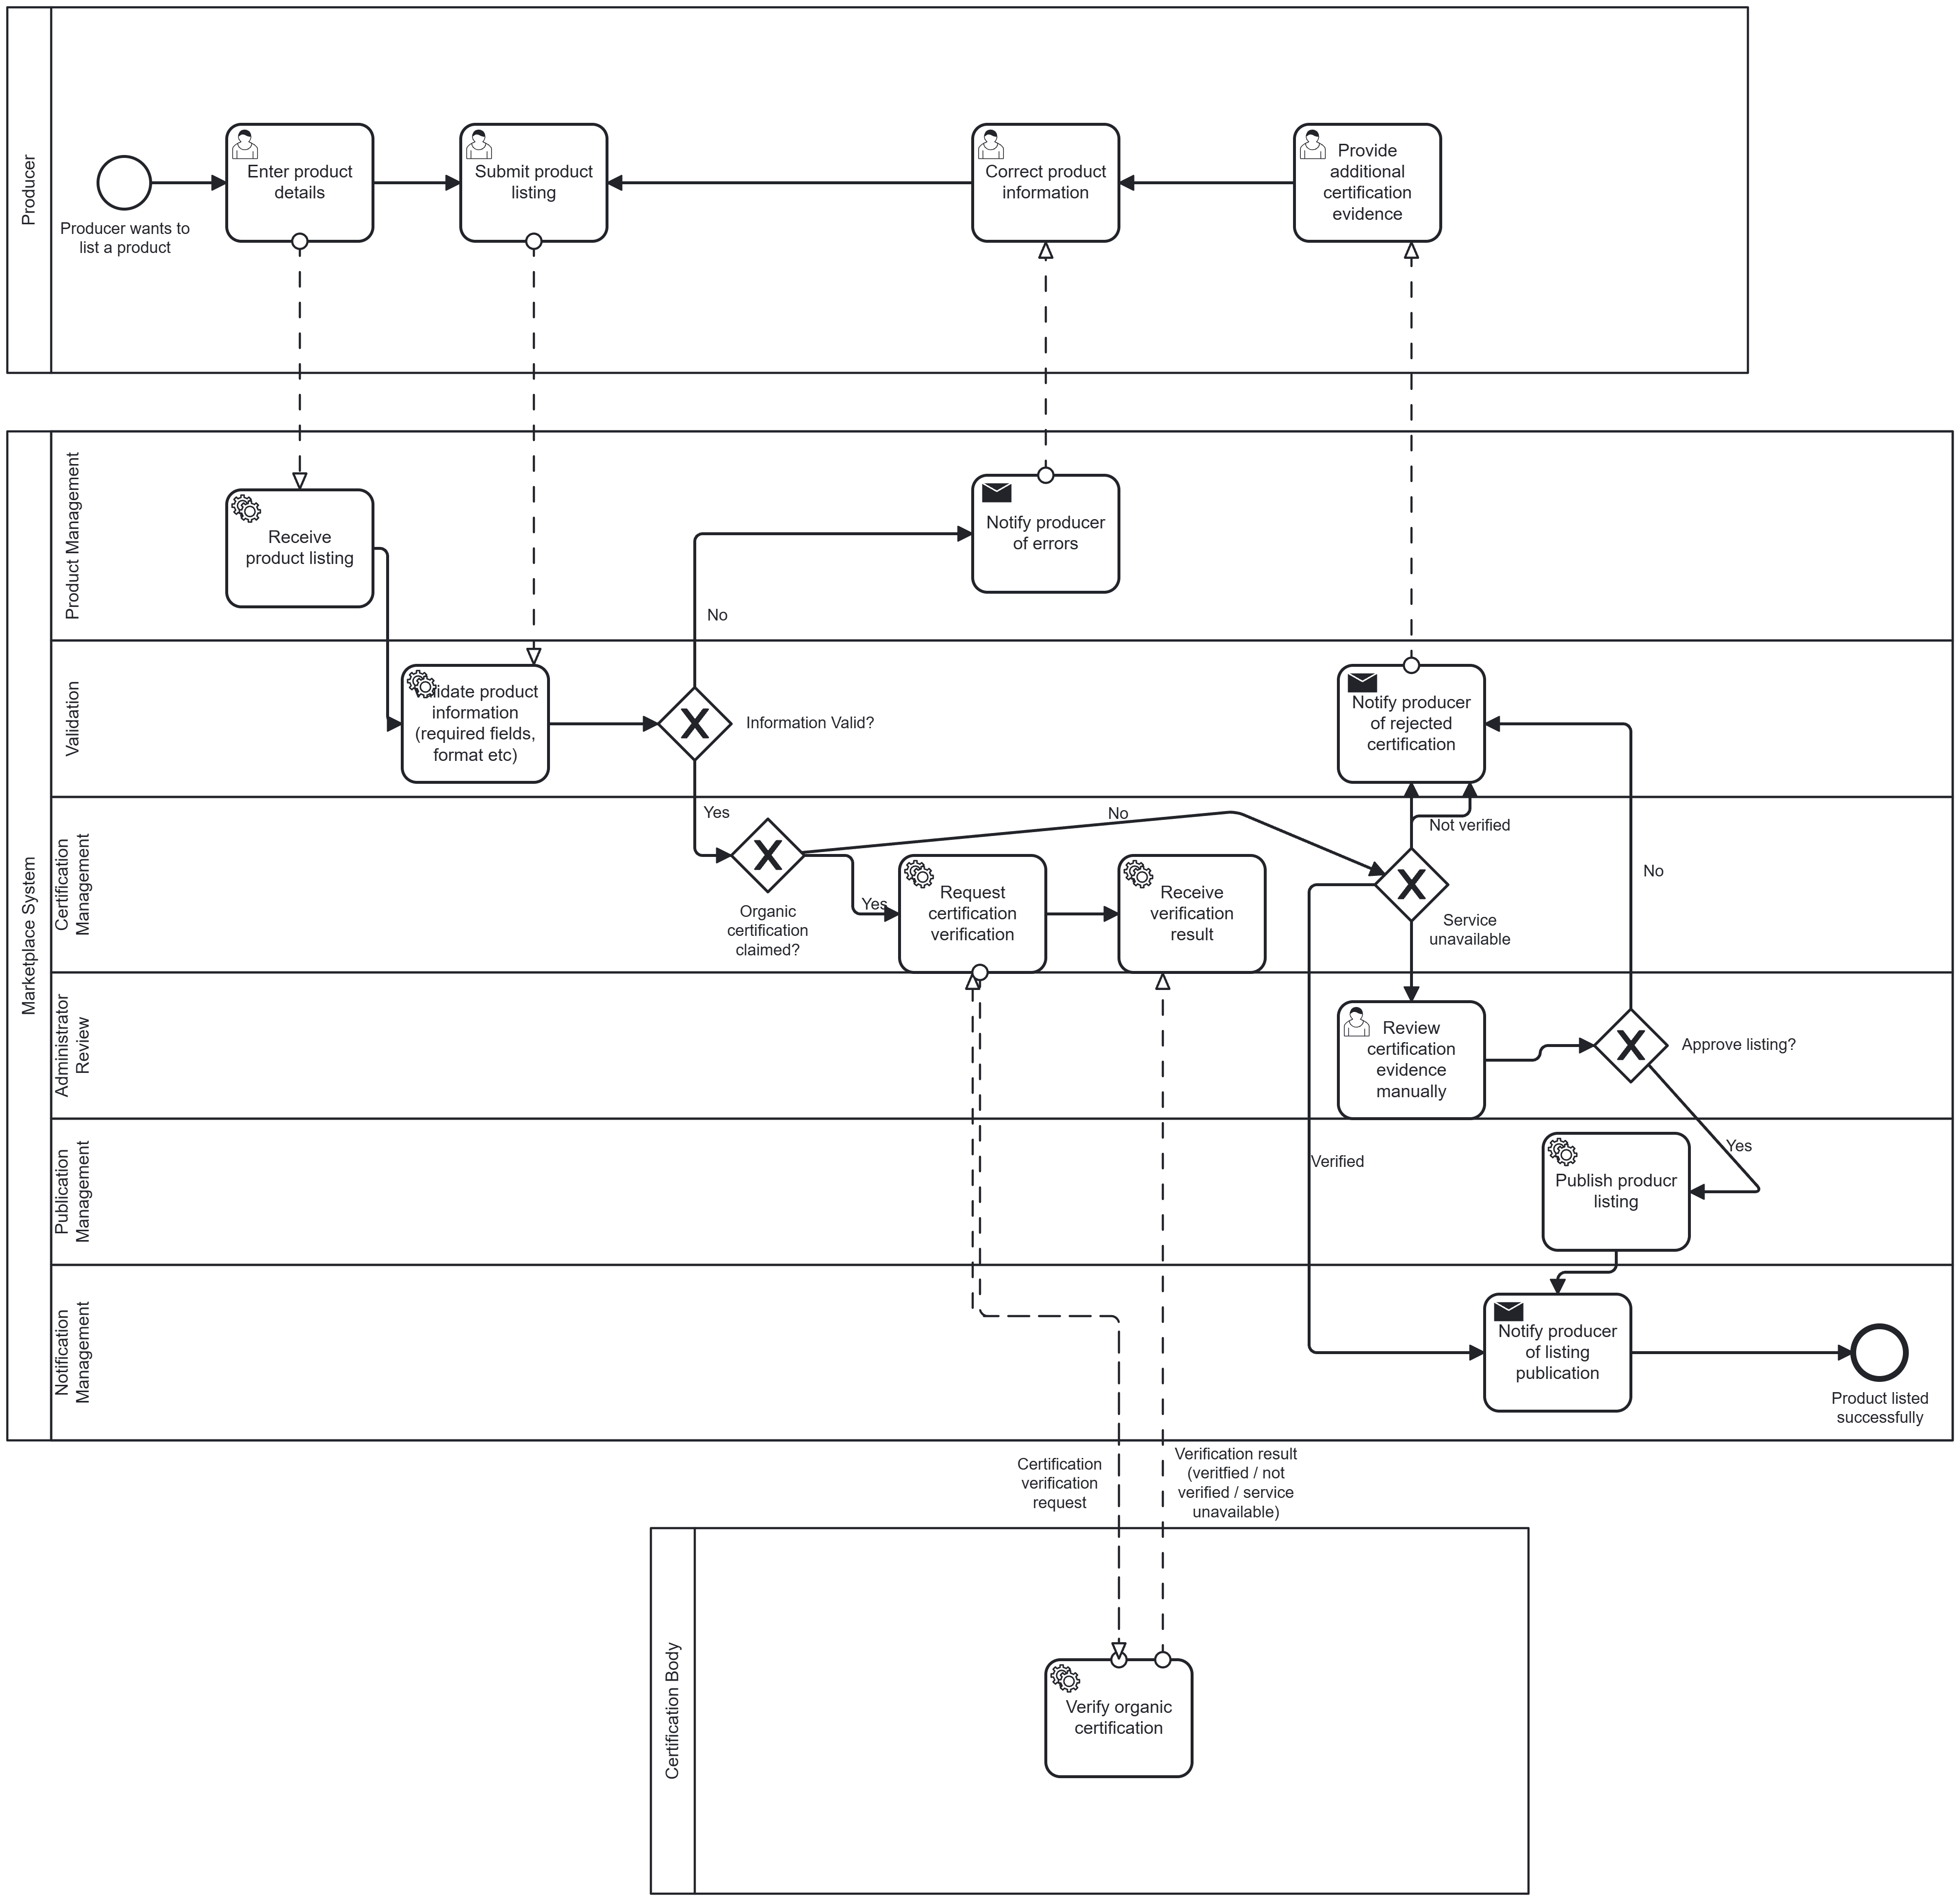 Producer
Producer wants to
list a product
Enter product
details
Submit product
listing
Correct product
information
Provide
additional
certification
evidence
Marketplace System
Product Management
Receive
product listing
Notify producer
of errors
No
Validation
idate product
information
(required fields,
format etc)
Information Valid?
Notify producer
of rejected
certification
Certification
Management
Yes
No
Not verified
Organic
certification
claimed?
Yes
Request
certification
verification
Receive
verification
result
Service
unavailable
No
Administrator
Review
Review
certification
evidence
manually
Approve listing?
Publication
Management
Verified
Yes
Publish producr
listing
Notification
Management
Notify producer
of listing
publication
Product listed
successfully
Certification
verification
request
Verification result
(veritfied / not
verified / service
unavailable)
Certification Body
Verify organic
certification